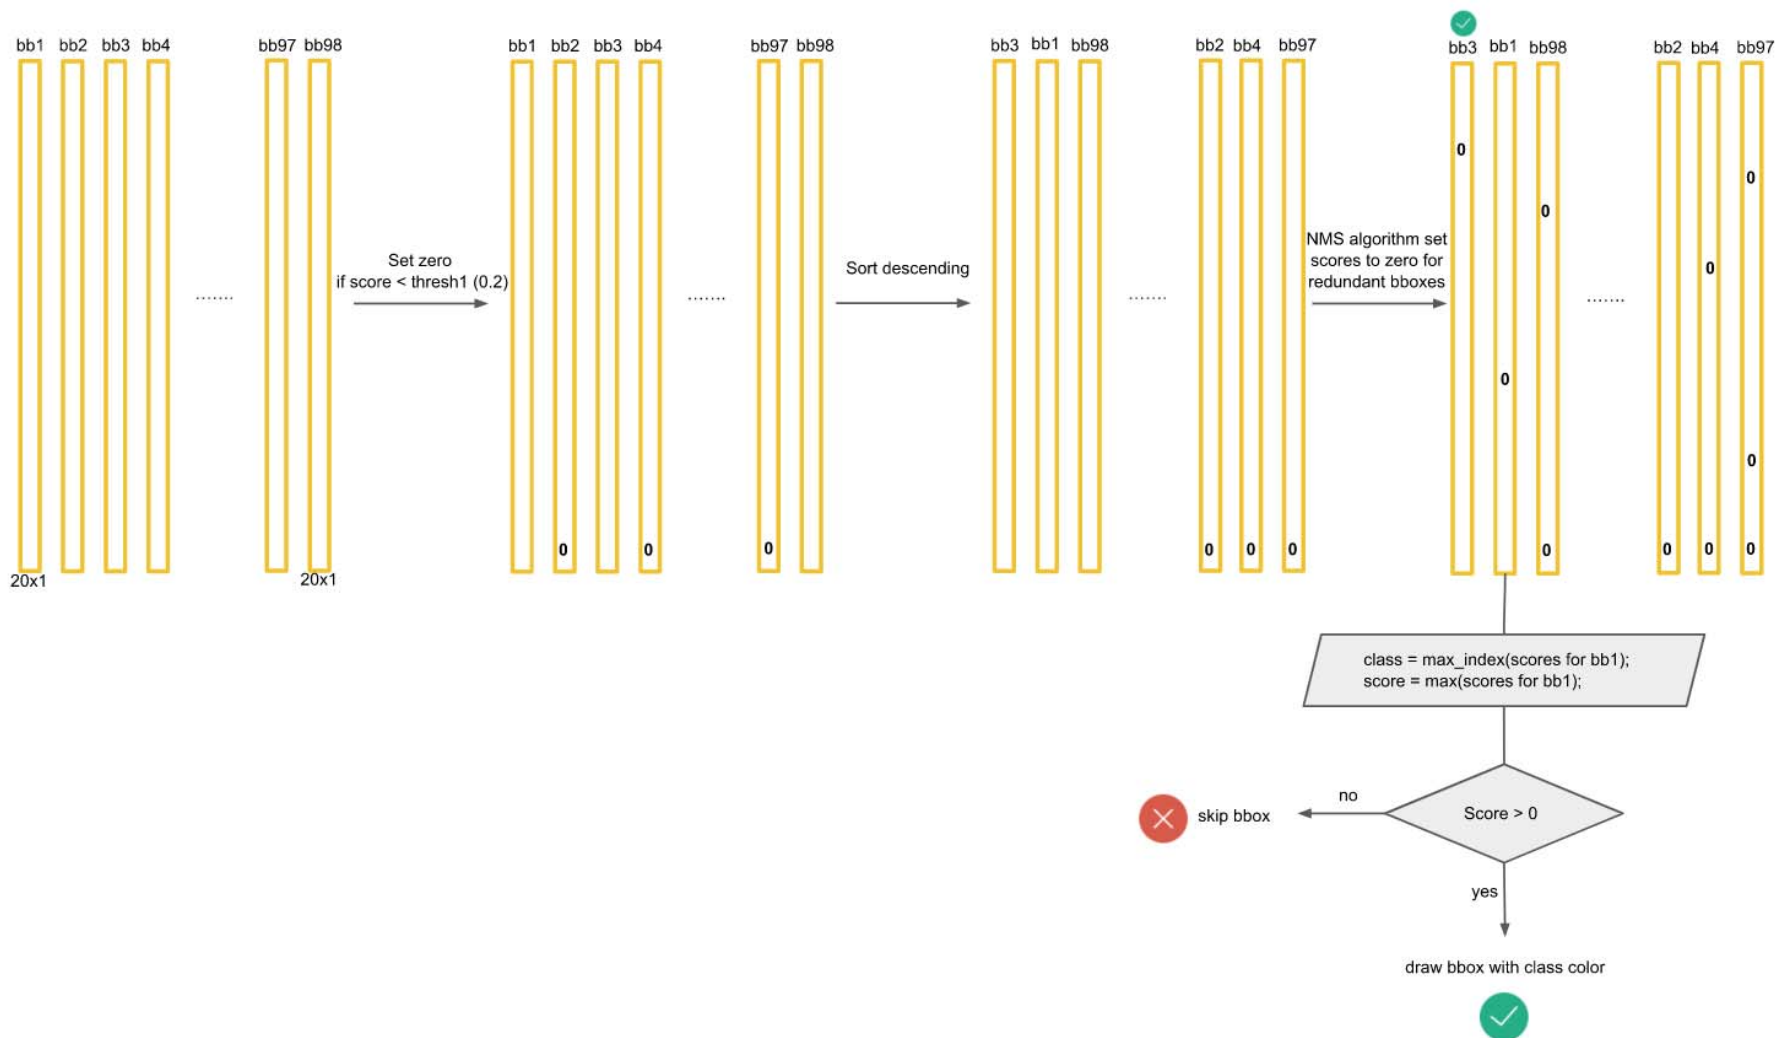 bb1 bb2 bb3 bb4 bb97 bb98
bb1 bb2 bb3 bb4 bb97 bb98
bb3 bb1 bb98 bb2 bb4 bb97
bb3 bb1 bb98 bb2 bb4 bb97
0
0
0
0
0
0
0
0 0 0
0 0 0
0 0 0 0
20x1 20x1
.......
Set zero
if score < thresh1 (0.2)
.......
Sort descending
.......
NMS algorithm set
scores to zero for
redundant bboxes
.......
class = max_index(scores for bb1);
score = max(scores for bb1);
Score > 0
no
skip bbox
yes
draw bbox with class color